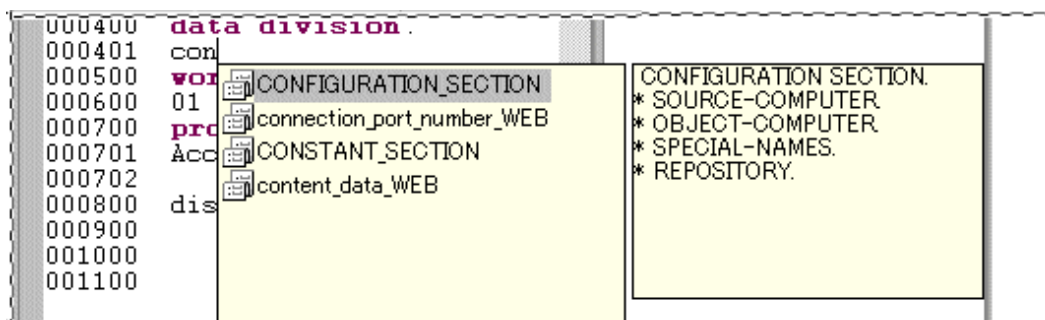 000400 data division.
000401 con
000500 wor
000600 01
000700 pro
000701 Acc
000702
000800 dis
000900
001000
001100
CONFIGURATION_SECTION
connection_port_number_WEB
CONSTANT_SECTION
content_data_WEB
CONFIGURATION SECTION.
* SOURCE-COMPUTER.
* OBJECT-COMPUTER.
* SPECIAL-NAMES.
* REPOSITORY.